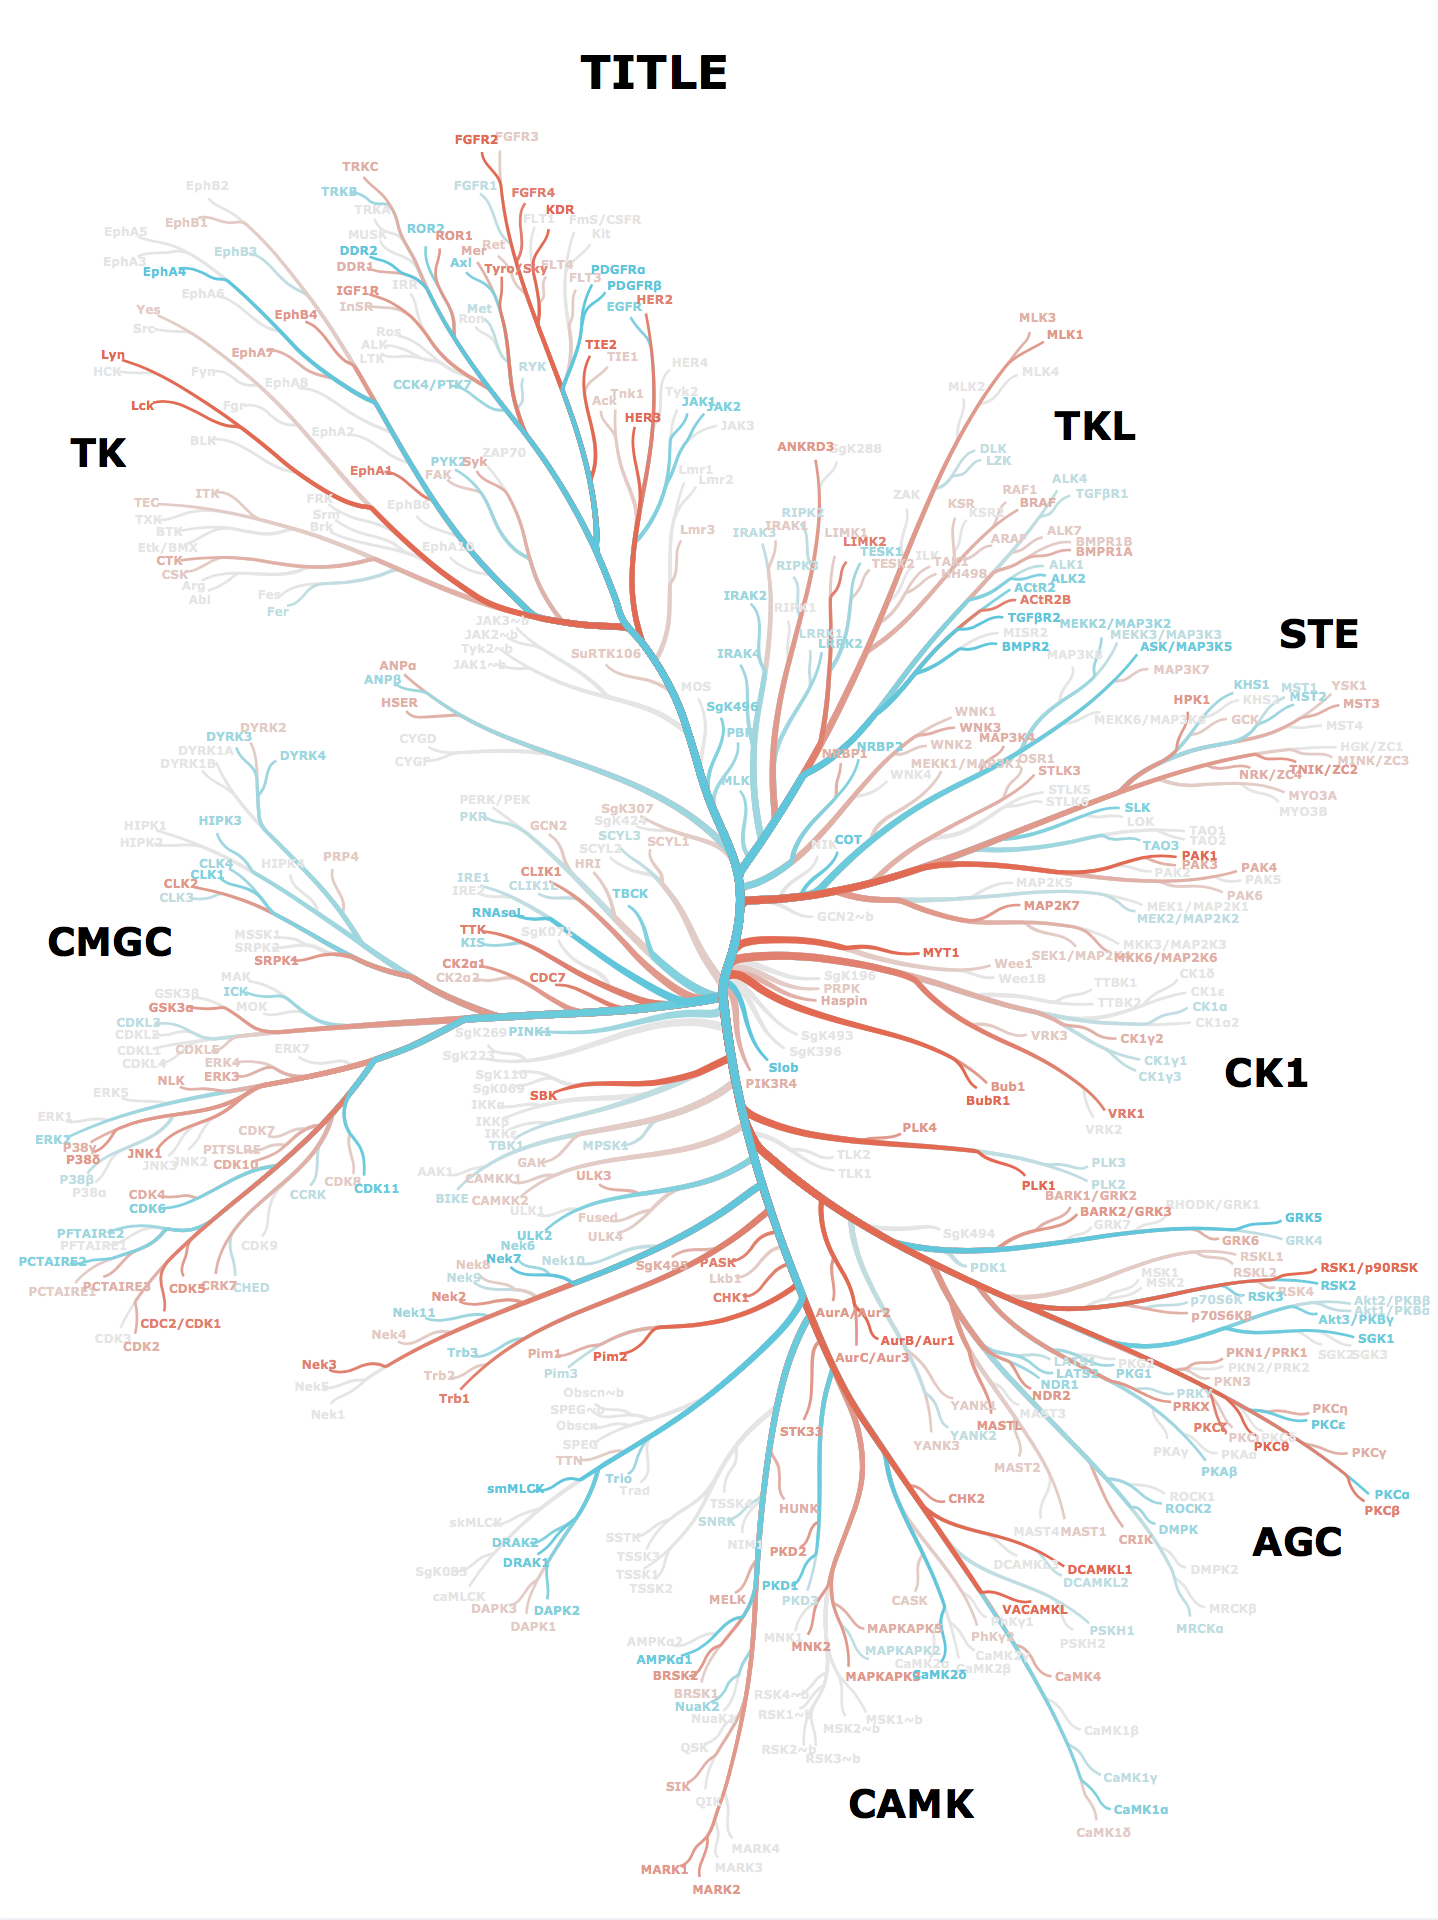 TITLE
FGFR2
FGFR3
TRKC
EphB2
TRKB
FGFR1
FGFR4
TRKA
KDR
EphB1
FLT1
FmS/CSFR
EphA5
MUSK
ROR2
ROR1
Kit
EphB3
DDR2
Mer
Ret
EphA3
Axl
EphA4
DDR1
Tyro/Sky
FLT4
PDGFRα
IRR
FLT3
PDGFRβ
EphA6
IGF1R
HER2
Yes
InSR
Met
EGFR
EphB4
Ron
MLK3
Src
Ros
MLK1
ALK
TIE2
Lyn
EphA7
LTK
TIE1
HCK
Fyn
RYK
HER4
MLK4
EphA8
CCK4/PTK7
MLK2
Ack
Tnk1
Tyk2
Lck
Fgr
JAK1
JAK2
HER3
JAK3
TKL
EphA2
BLK
ANKRD3
SgK288
TK
ZAP70
DLK
PYK2
Syk
LZK
EphA1
FAK
Lmr1
Lmr2
ALK4
ITK
ZAK
RAF1
TGFβR1
TEC
FRK
EphB6
KSR
BRAF
TXK
Srm
RIPK2
KSR2
BTK
Brk
Lmr3
IRAK3
IRAK1
LIMK1
ALK7
Etk/BMX
EphA10
LIMK2
ARAF
BMPR1B
CTK
TESK1
ILK
BMPR1A
CSK
RIPK3
TESK2
TAK1
HH498
ALK1
Arg
ALK2
Abl
Fes
IRAK2
ACtR2
Fer
RIPK1
ACtR2B
JAK3~b
TGFβR2
MEKK2/MAP3K2
JAK2~b
LRRK1
MISR2
MEKK3/MAP3K3
STE
Tyk2~b
SuRTK106
IRAK4
LRRK2
BMPR2
ASK/MAP3K5
JAK1~b
MAP3K8
ANPα
MAP3K7
ANPβ
MOS
KHS1
MST1
YSK1
HSER
SgK496
HPK1
KHS2
MST2
MST3
WNK1
MEKK6/MAP3K6
GCK
MST4
DYRK2
WNK3
DYRK3
CYGD
PBK
NRBP2
WNK2
MAP3K4
HGK/ZC1
DYRK1A
DYRK4
NRBP1
OSR1
MINK/ZC3
DYRK1B
CYGF
MEKK1/MAP3K1
STLK3
TNIK/ZC2
WNK4
NRK/ZC4
MLK
STLK5
MYO3A
PERK/PEK
STLK6
SLK
MYO3B
HIPK3
PKR
SgK307
LOK
HIPK1
GCN2
SgK424
TAO1
HIPK2
SCYL3
SCYL1
COT
TAO2
SCYL2
NIK
TAO3
PRP4
PAK1
CLK4
HIPK4
HRI
PAK3
PAK4
CLK1
CLIK1
PAK2
PAK5
CLK2
IRE1
CLIK1L
MAP2K5
CLK3
IRE2
TBCK
PAK6
MAP2K7
MEK1/MAP2K1
RNAseL
GCN2~b
MEK2/MAP2K2
CMGC
MSSK1
TTK
SgK071
SRPK2
KIS
MKK3/MAP2K3
SRPK1
CK2α1
MYT1
SEK1/MAP2K4
MKK6/MAP2K6
MAK
CK2α2
CDC7
Wee1
GSK3β
ICK
SgK196
Wee1B
CK1δ
GSK3α
MOK
PRPK
TTBK1
CK1ε
Haspin
TTBK2
CK1α
CDKL3
CK1α2
CDKL2
SgK269
PINK1
SgK493
VRK3
CK1γ2
CDKL1
CDKL5
ERK7
SgK223
SgK396
CK1γ1
CDKL4
ERK4
Slob
CK1
ERK3
SgK110
PIK3R4
CK1γ3
NLK
SgK069
Bub1
ERK5
SBK
BubR1
IKKα
VRK1
ERK1
IKKβ
PLK4
VRK2
CDK7
IKKε
ERK2
TBK1
MPSK1
P38γ
JNK1
PITSLRE
TLK2
PLK3
P38δ
JNK3
JNK2
CDK10
GAK
TLK1
P38β
CDK8
AAK1
CAMKK1
ULK3
PLK2
P38α
CCRK
CDK11
BIKE
CAMKK2
PLK1
CDK4
BARK1/GRK2
CDK6
ULK1
Fused
BARK2/GRK3
RHODK/GRK1
PFTAIRE2
ULK2
ULK4
SgK494
GRK7
GRK5
PFTAIRE1
CDK9
Nek6
GRK6
GRK4
PCTAIRE2
Nek7
Nek10
SgK495
PASK
PDK1
RSKL1
Nek8
RSK1/p90RSK
PCTAIRE1
PCTAIRE3
CDK5
CRK7
CHED
Nek9
Lkb1
MSK1
RSKL2
RSK2
MSK2
RSK4
Nek2
CHK1
RSK3
Akt2/PKBβ
p70S6K
Akt1/PKBα
Nek11
AurA/Aur2
p70S6Kβ
Akt3/PKBγ
CDC2/CDK1
CDK3
Nek4
AurB/Aur1
SGK1
CDK2
Trb3
Pim1
Pim2
AurC/Aur3
SGK2
SGK3
Nek3
Trb2
Pim3
LATS1
PKG2
PKN1/PRK1
LATS2
PKG1
PKN2/PRK2
Nek5
Trb1
NDR1
PKN3
Obscn~b
NDR2
PRKY
Nek1
SPEG~b
YANK1
PRKX
PKCη
Obscn
STK33
MAST3
PKCζ
PKCε
SPEG
YANK2
MASTL
PKCι
PKCδ
TTN
YANK3
PKAγ
PKAα
PKCθ
PKCγ
Trio
MAST2
PKAβ
smMLCK
Trad
PKCα
TSSK4
HUNK
CHK2
ROCK1
PKCβ
skMLCK
SNRK
ROCK2
SSTK
MAST4
MAST1
DMPK
DRAK2
NIM1
PKD2
CRIK
AGC
DRAK1
TSSK3
DCAMKL3
DCAMKL1
DMPK2
SgK085
TSSK1
PKD1
DCAMKL2
TSSK2
PKD3
caMLCK
MELK
CASK
VACAMKL
MRCKβ
DAPK3
DAPK2
PhKγ1
MRCKα
DAPK1
MAPKAPK5
PSKH1
AMPKα2
MNK1
PhKγ2
PSKH2
MNK2
MAPKAPK2
CaMK2γ
AMPKα1
CaMK2α
CaMK2β
BRSK2
MAPKAPK3
CaMK2δ
CaMK4
BRSK1
RSK4~b
NuaK2
RSK1~b
MSK1~b
NuaK1
MSK2~b
CaMK1β
QSK
RSK2~b
RSK3~b
SIK
CaMK1γ
QIK
CAMK
CaMK1α
CaMK1δ
MARK4
MARK1
MARK3
MARK2